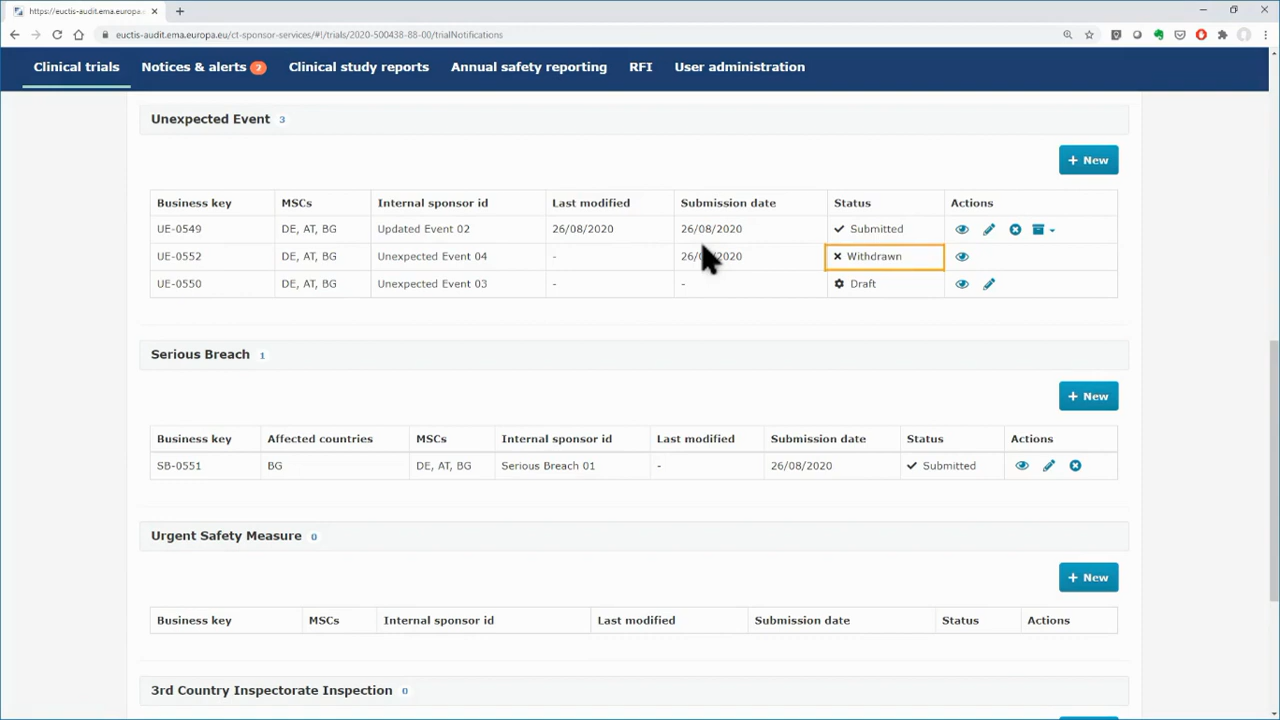 https://euctis-audit.ema.europa.e
euctis-audit.ema.europa.eu/ct-sponsor-services/#!/trials/2020-500438-88-00/trialNotifications
Clinical trials Notices & alerts 2 Clinical study reports Annual safety reporting RFI User administration
Unexpected Event 3
+ New
Business key MSCs Internal sponsor id Last modified Submission date Status Actions
UE-0549 DE, AT, BG Updated Event 02 26/08/2020 26/08/2020 Submitted
UE-0552 DE, AT, BG Unexpected Event 04 - Withdrawn
UE-0550 DE, AT, BG Unexpected Event 03 - - Draft
Serious Breach 1
+ New
Business key Affected countries MSCs Internal sponsor id Last modified Submission date Status Actions
SB-0551 BG DE, AT, BG Serious Breach 01 - 26/08/2020 Submitted
Urgent Safety Measure 0
+ New
Business key MSCs Internal sponsor id Last modified Submission date Status Actions
3rd Country Inspectorate Inspection 0